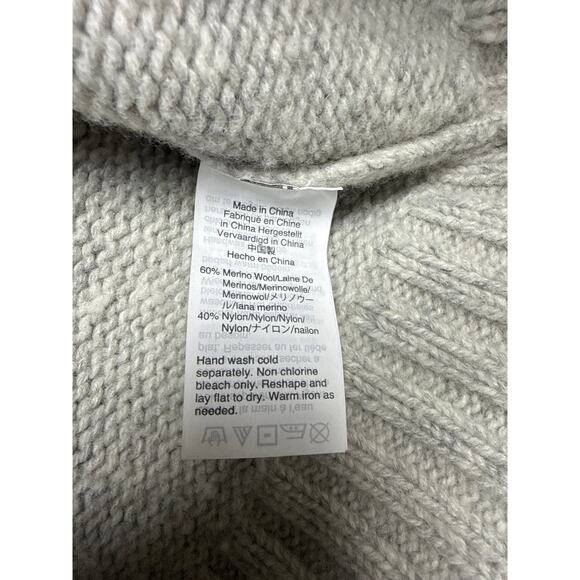 Made in China
Fabriqué en Chine
in China Hergestellt
Vervaardigd in China
中国製
Hecho en China
60% Merino Wool/Laine De
Merinos/Merinowolle/
Merinowol/メリノウー
ル/lana merino
40% Nylon/Nylon/Nylon/
Nylon/ナイロン/nailon
Hand wash cold
separately. Non chlorine
bleach only. Reshape and
lay flat to dry. Warm iron as
needed.